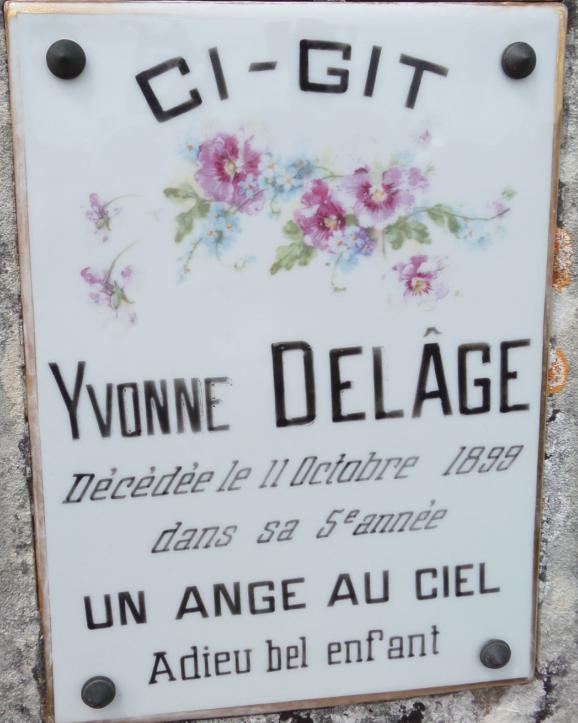 CI-GIT
YVONNE DELÂGE
Décédée le 11 Octobre 1899
dans sa 5e année
UN ANGE AU CIEL
Adieu bel enfant